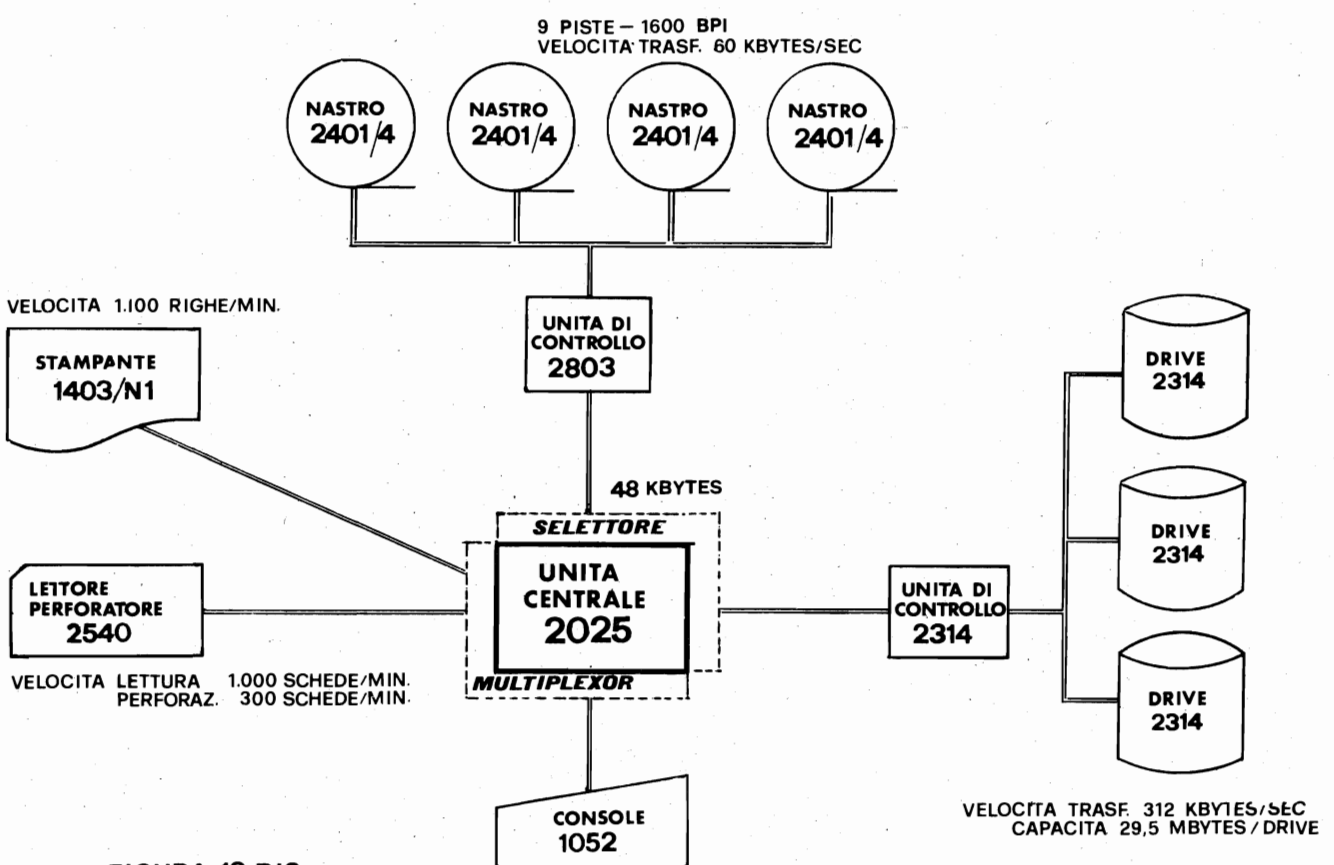 9 PISTE — 1600 BPI
VELOCITA TRASF. 60 KBYTES/SEC
NASTRO
2401/4
NASTRO
2401/4
NASTRO
2401/4
NASTRO
2401/4
VELOCITA 1.100 RIGHE/MIN.
STAMPANTE
1403/N1
UNITA DI
CONTROLLO
2803
DRIVE
2314
48 KBYTES
SELETTORE
UNITA
CENTRALE
2025
MULTIPLEXOR
LETTORE
PERFORATORE
2540
VELOCITA LETTURA 1.000 SCHEDE/MIN.
PERFORAZ. 300 SCHEDE/MIN.
UNITA DI
CONTROLLO
2314
DRIVE
2314
DRIVE
2314
CONSOLE
1052
VELOCITA TRASF. 312 KBYTES/SEC
CAPACITA 29,5 MBYTES / DRIVE